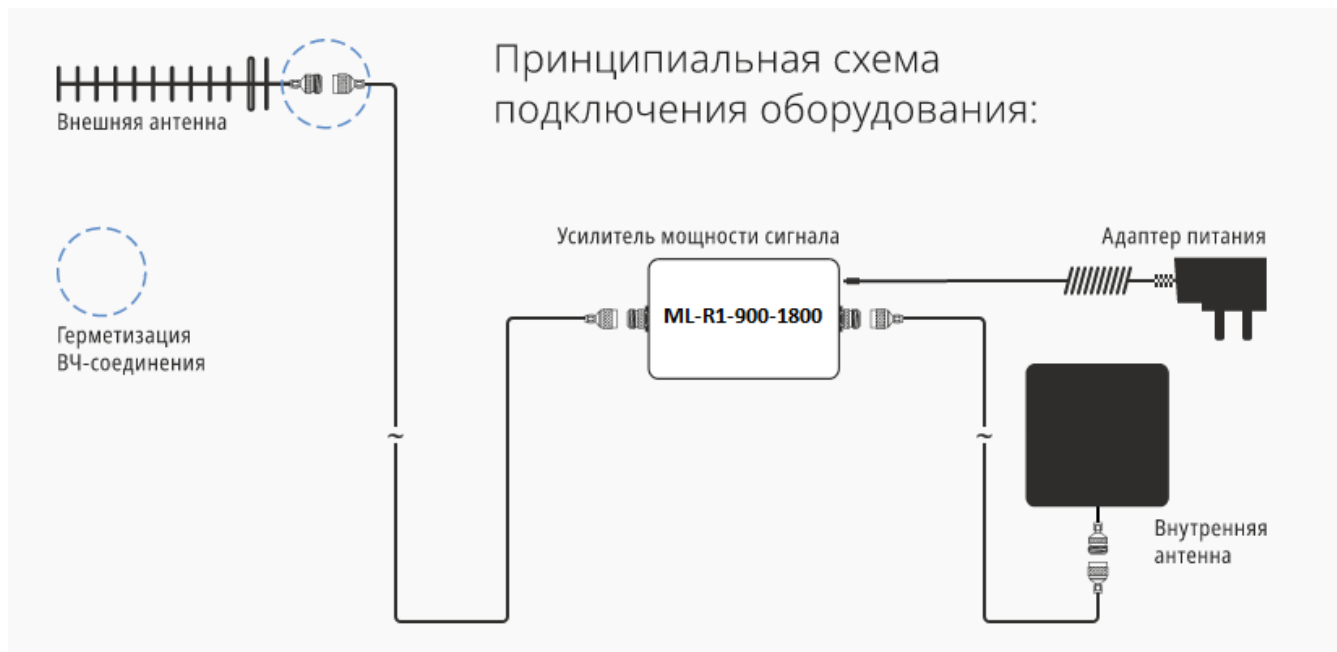 Принципиальная схема
подключения оборудования:
Внешняя антенна
Усилитель мощности сигнала
Адаптер питания
ML-R1-900-1800
Герметизация
ВЧ-соединения
~
~
Внутренняя
антенна